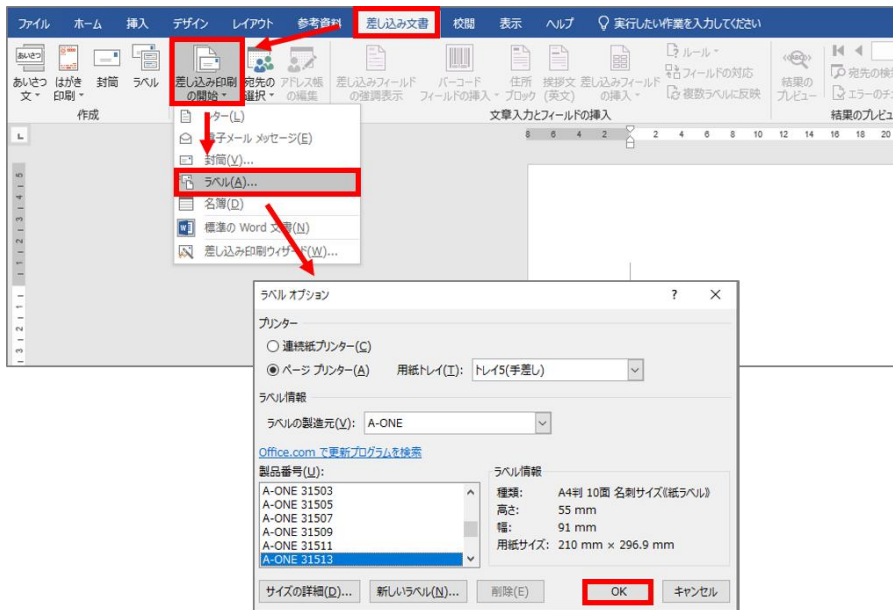 ファイル ホーム 挿入 デザイン レイアウト 参考資料 差し込み文書 校閲 表示 ヘルプ 実行したい作業を入力してください
あいさつ文 はがき印刷 封筒 ラベル 差し込み印刷の開始 宛先の選択 アドレス帳の編集 差し込みフィールドの強調表示 バーコードフィールドの挿入 住所ブロック 挨拶文(英文) 差し込みフィールドの挿入 結果のプレビュー
ルール
フィールドの対応
複数ラベルに反映
宛先の検
エラーのチ
作成 文章入力とフィールドの挿入 結果のプレビュ
8 6 4 2 2 4 6 8 10 12 14 16 18 20
ター(L)
電子メール メッセージ(E)
封筒(V)...
ラベル(A)...
名簿(D)
標準の Word 文書(N)
差し込み印刷ウィザード(W)...
ラベル オプション ? ×
プリンター
連続紙プリンター(C)
ページ プリンター(A) 用紙トレイ(T): トレイ5(手差し)
ラベル情報
ラベルの製造元(V): A-ONE
Office.com で更新プログラムを検索
製品番号(U): ラベル情報
A-ONE 31503
A-ONE 31505
A-ONE 31507
A-ONE 31509
A-ONE 31511
A-ONE 31513
種類: A4判 10面 名刺サイズ《紙ラベル》
高さ: 55 mm
幅: 91 mm
用紙サイズ: 210 mm × 296.9 mm
サイズの詳細(D)... 新しいラベル(N)... 削除(E) OK キャンセル